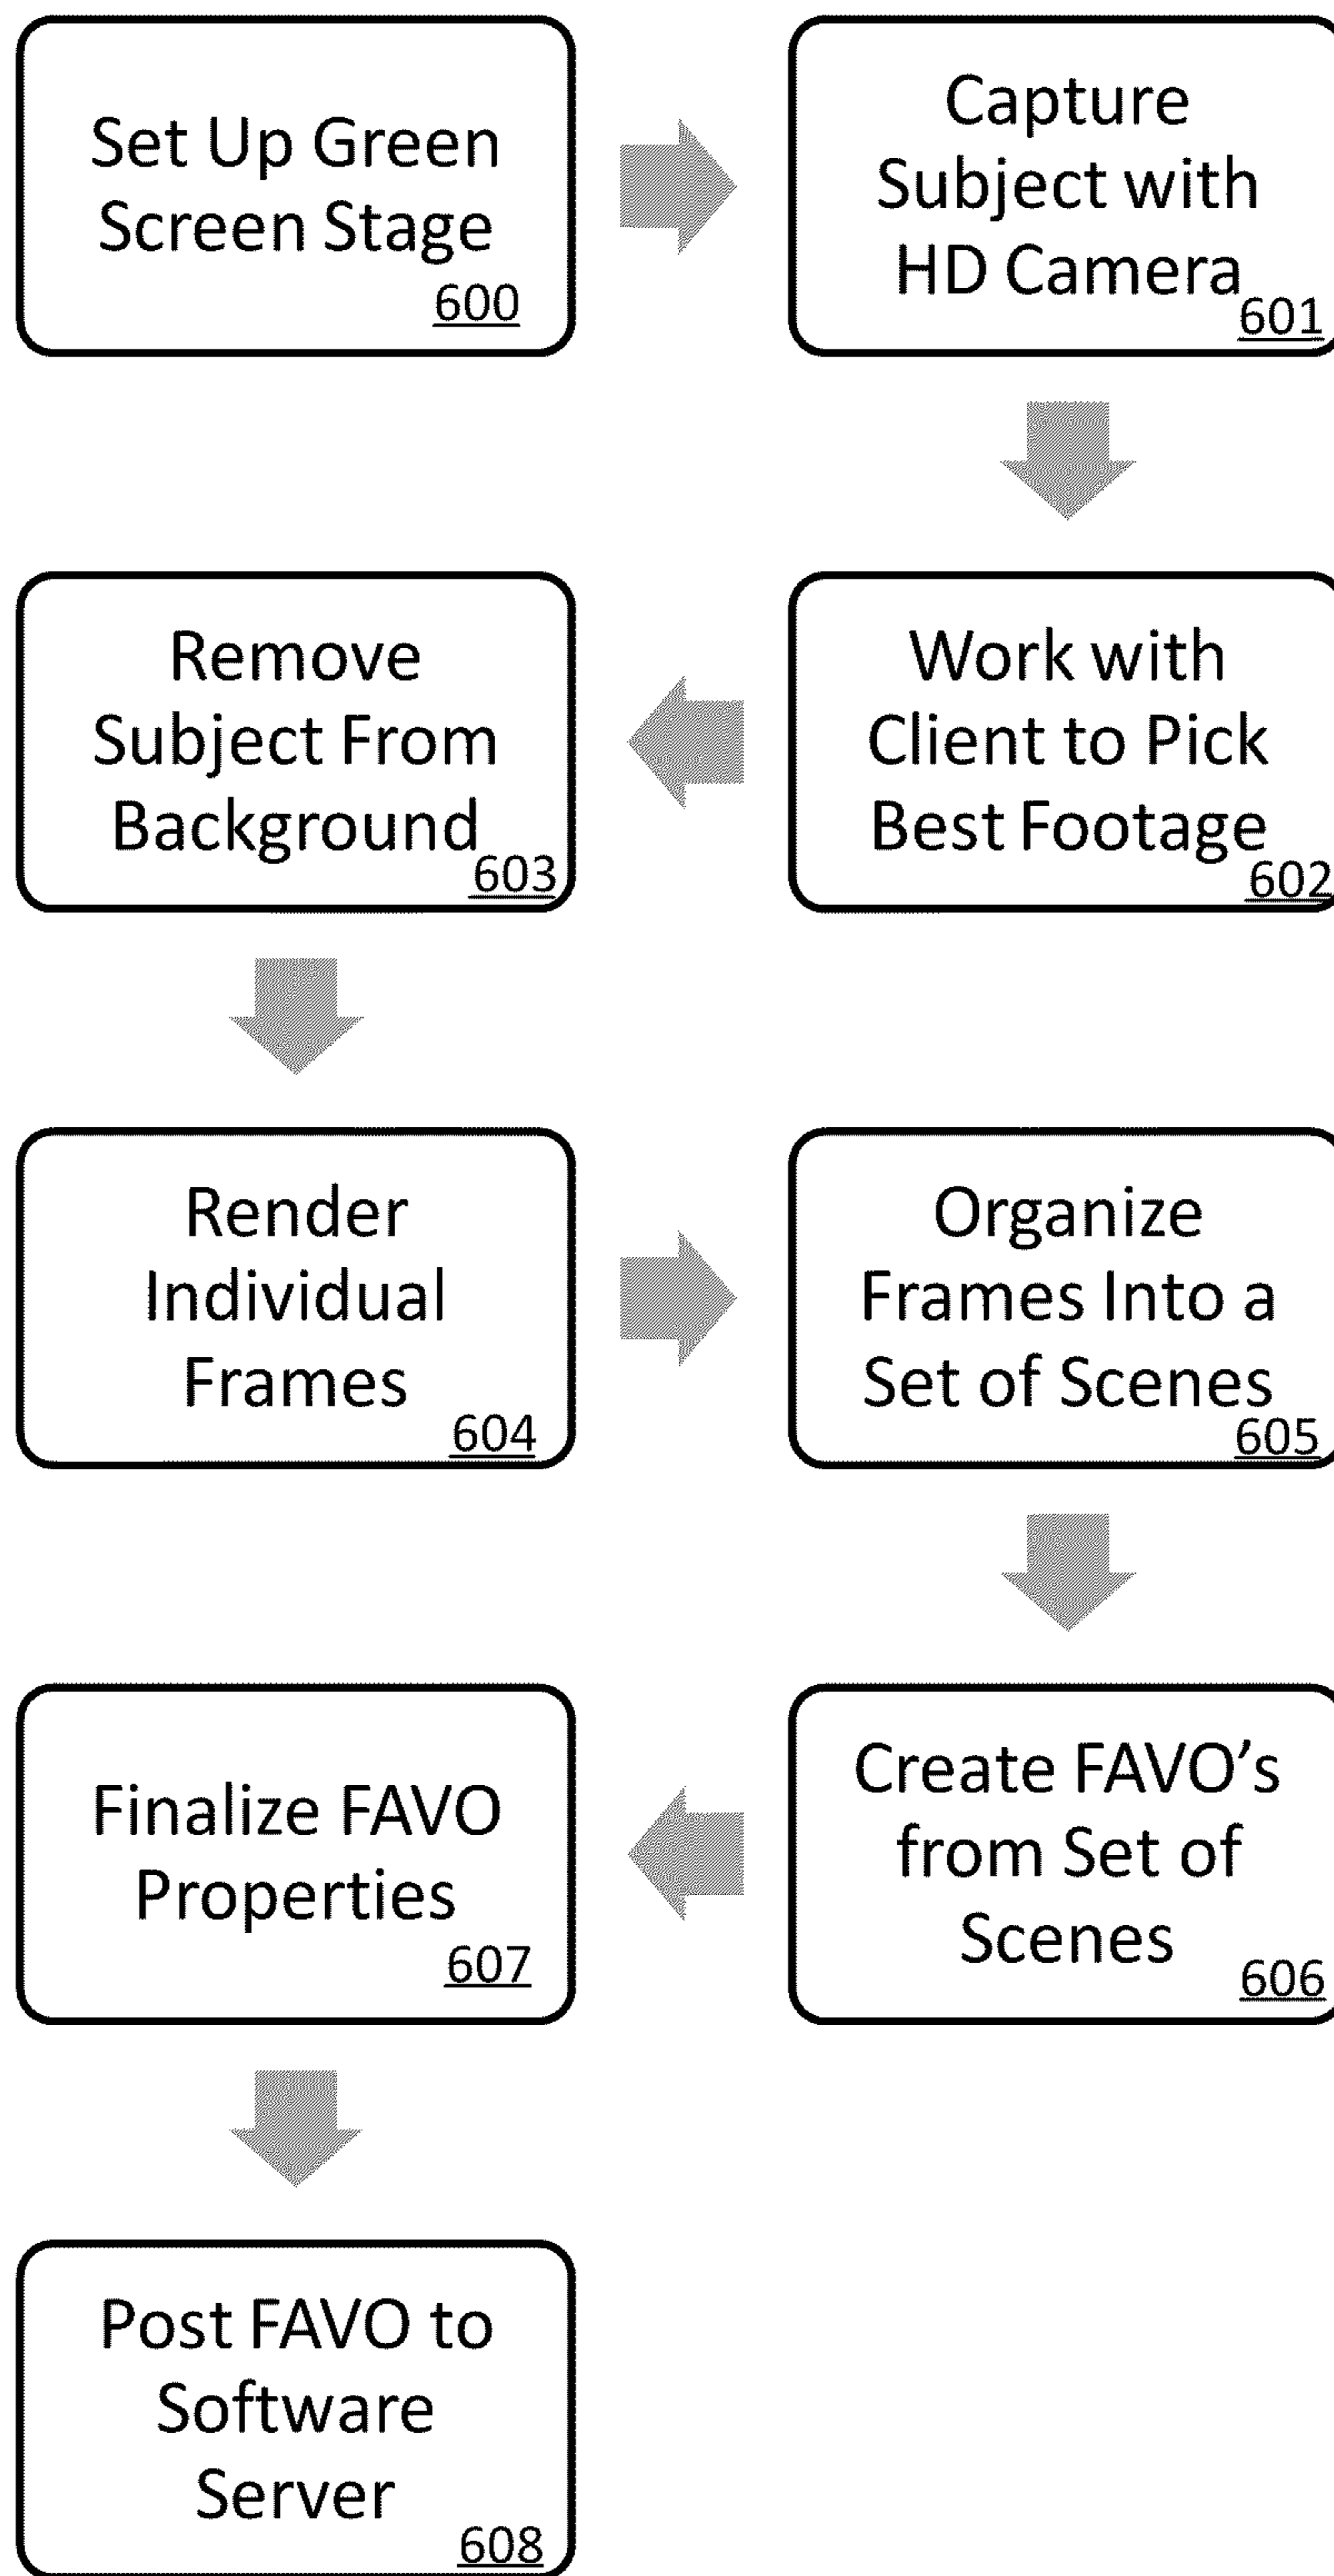 Set Up Green
Screen Stage
600
Capture
Subject with
HD Camera
601
Work with
Client to Pick
Best Footage
602
Remove
Subject From
Background
603
Render
Individual
Frames
604
Organize
Frames Into a
Set of Scenes
605
Create FAVO’s
from Set of
Scenes
606
Finalize FAVO
Properties
607
Post FAVO to
Software
Server
608